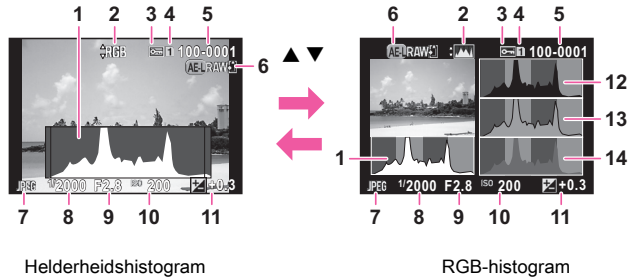 1 2 3 4 5
RGB 1 100-0001
AE-L RAW
6
JPEG 1/2000 F2.8 ISO 200 +0.3
7 8 9 10 11
Helderheidshistogram
▲ ▼
6 2 3 4 5
AE-L RAW : 1 100-0001
12
13
1 14
JPEG 1/2000 F2.8 ISO 200 +0.3
7 8 9 10 11
RGB-histogram